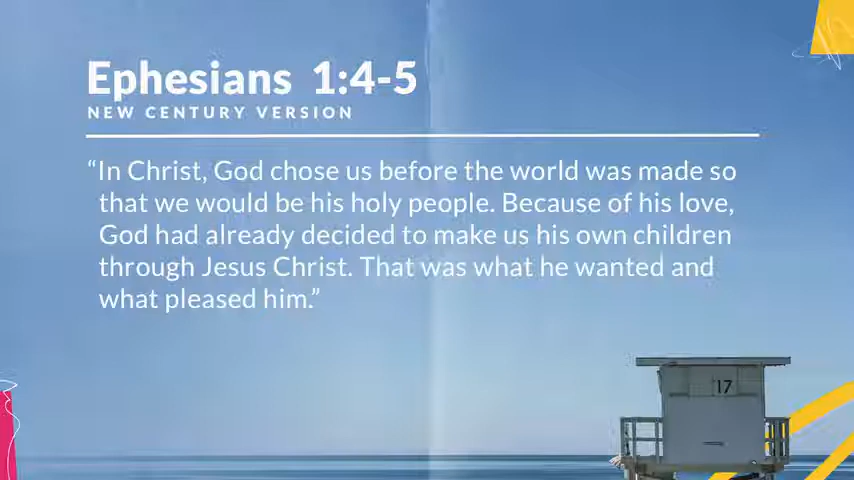 Ephesians 1:4-5
NEW CENTURY VERSION
“In Christ, God chose us before the world was made so
that we would be his holy people. Because of his love,
God had already decided to make us his own children
through Jesus Christ. That was what he wanted and
what pleased him.”
17